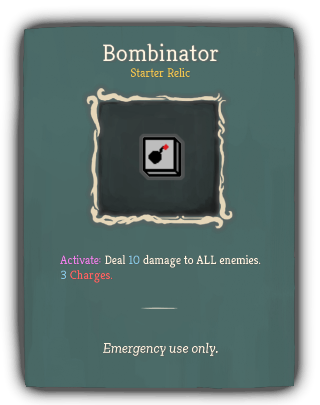 Bombinator
Starter Relic
Activate: Deal 10 damage to ALL enemies.
3 Charges.
Emergency use only.